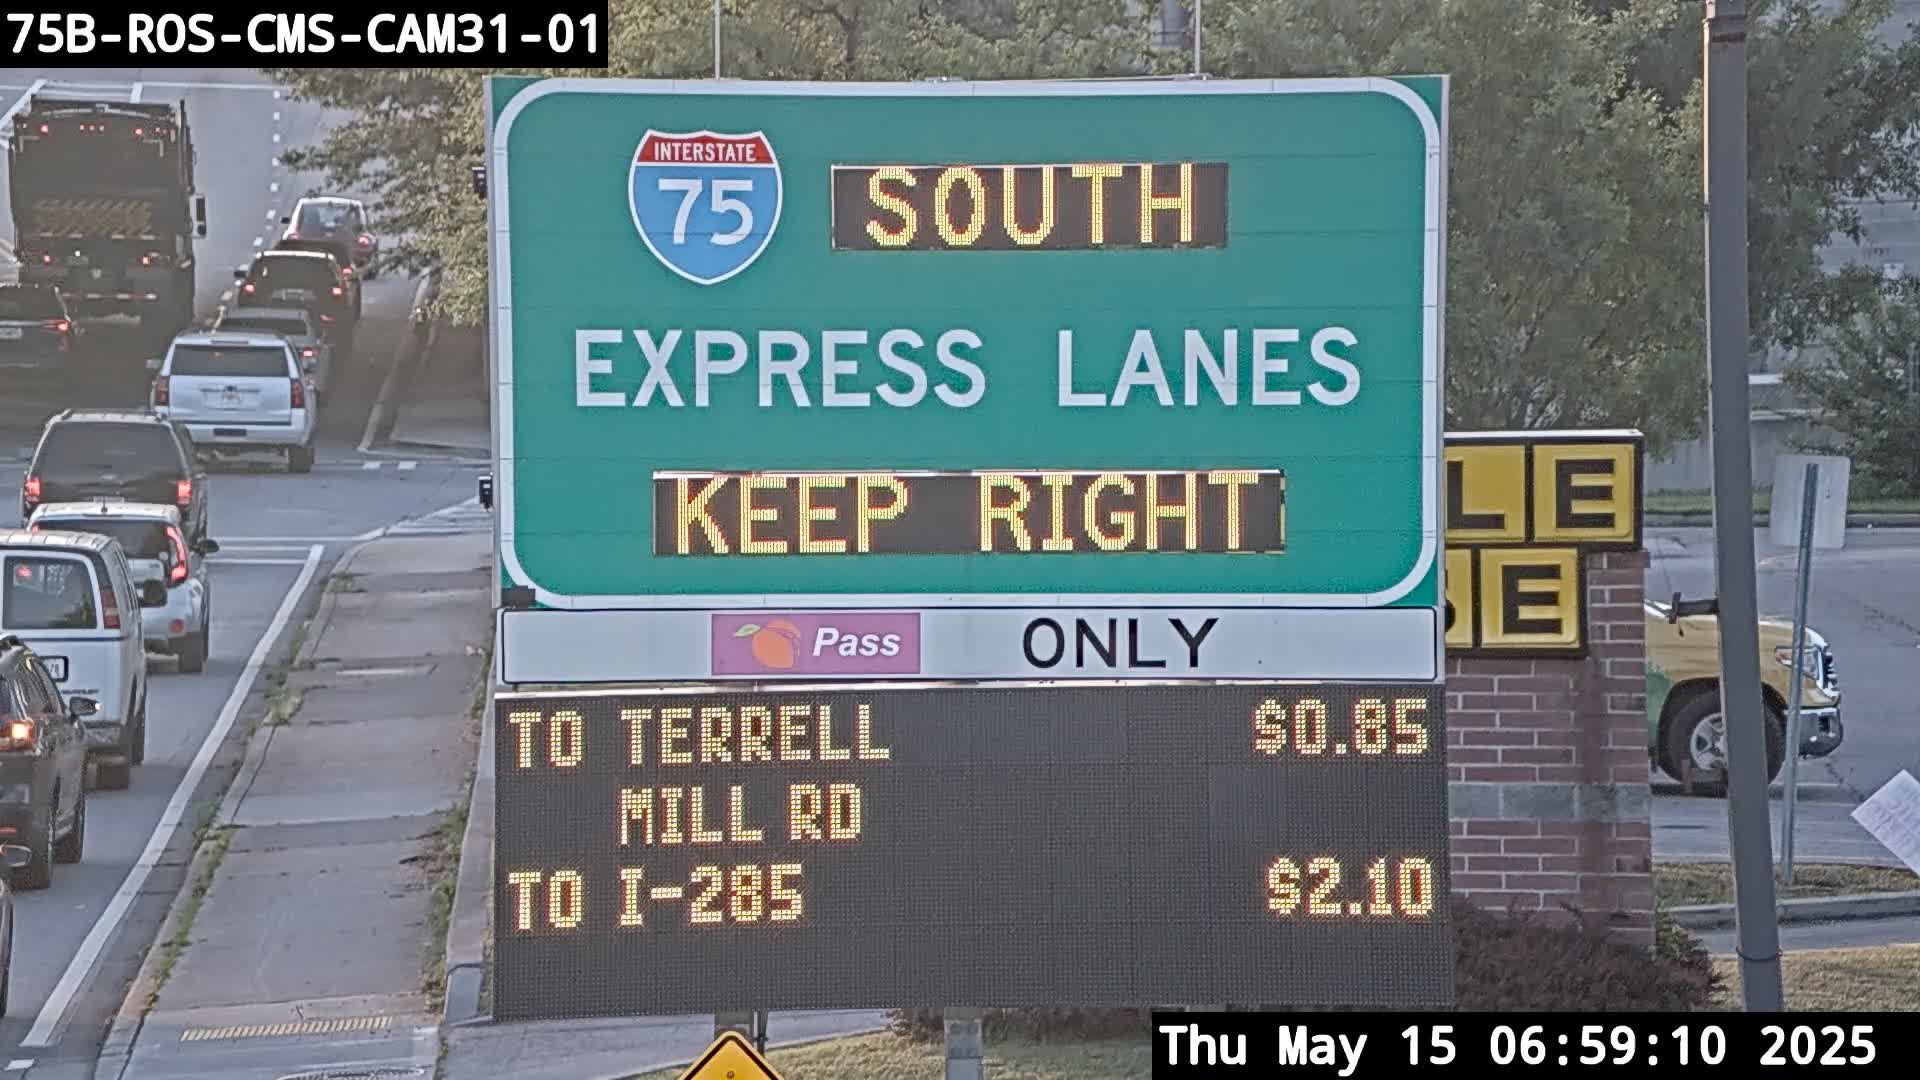 75B-ROS-CMS-CAM31-01
INTERSTATE
75
SOUTH
EXPRESS LANES
KEEP RIGHT
Pass ONLY
TO TERRELL $0.85
MILL RD
TO I-285 $2.10
LE
E
Thu May 15 06:59:10 2025